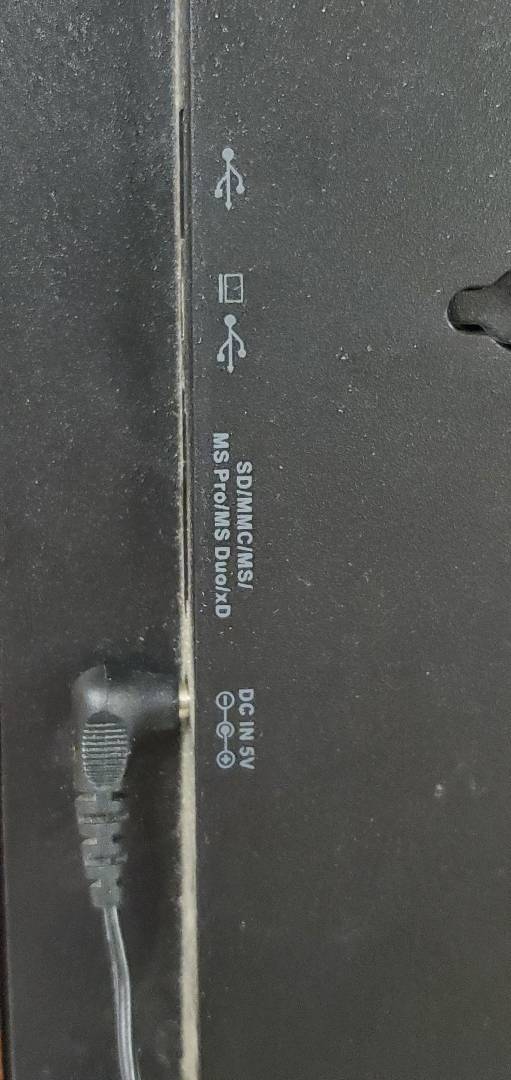 SD/MMC/MS/
MS Pro/MS Duo/xD
DC IN 5V